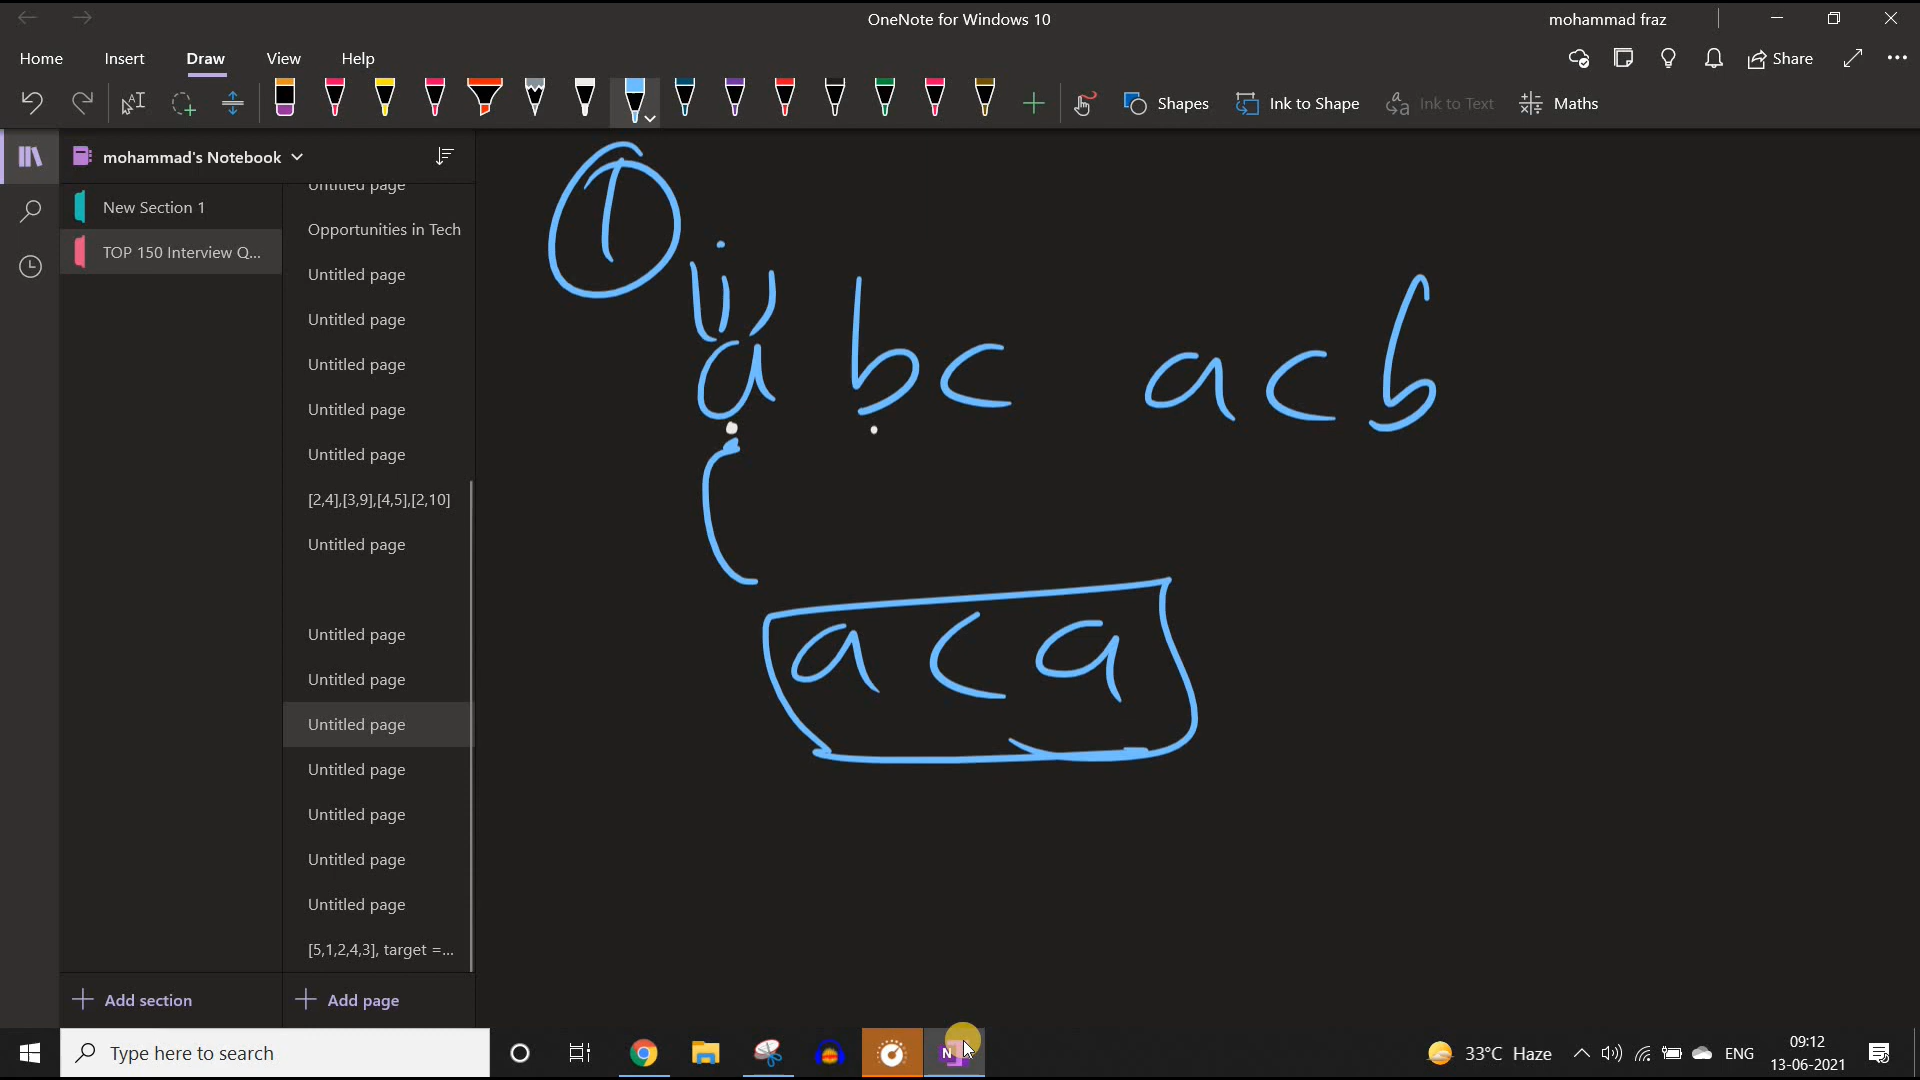 OneNote for Windows 10
mohammad fraz
Home Insert Draw View Help
Share
Shapes Ink to Shape Ink to Text Maths
mohammad's Notebook
New Section 1
TOP 150 Interview Q...
Untitled page
Opportunities in Tech
Untitled page
Untitled page
Untitled page
Untitled page
Untitled page
[2,4],[3,9],[4,5],[2,10]
Untitled page
Untitled page
Untitled page
Untitled page
Untitled page
Untitled page
Untitled page
Untitled page
[5,1,2,4,3], target =...
Add section
Add page
1
a bc acb
aca
Type here to search
N
33°C Haze
ENG
09:12
13-06-2021